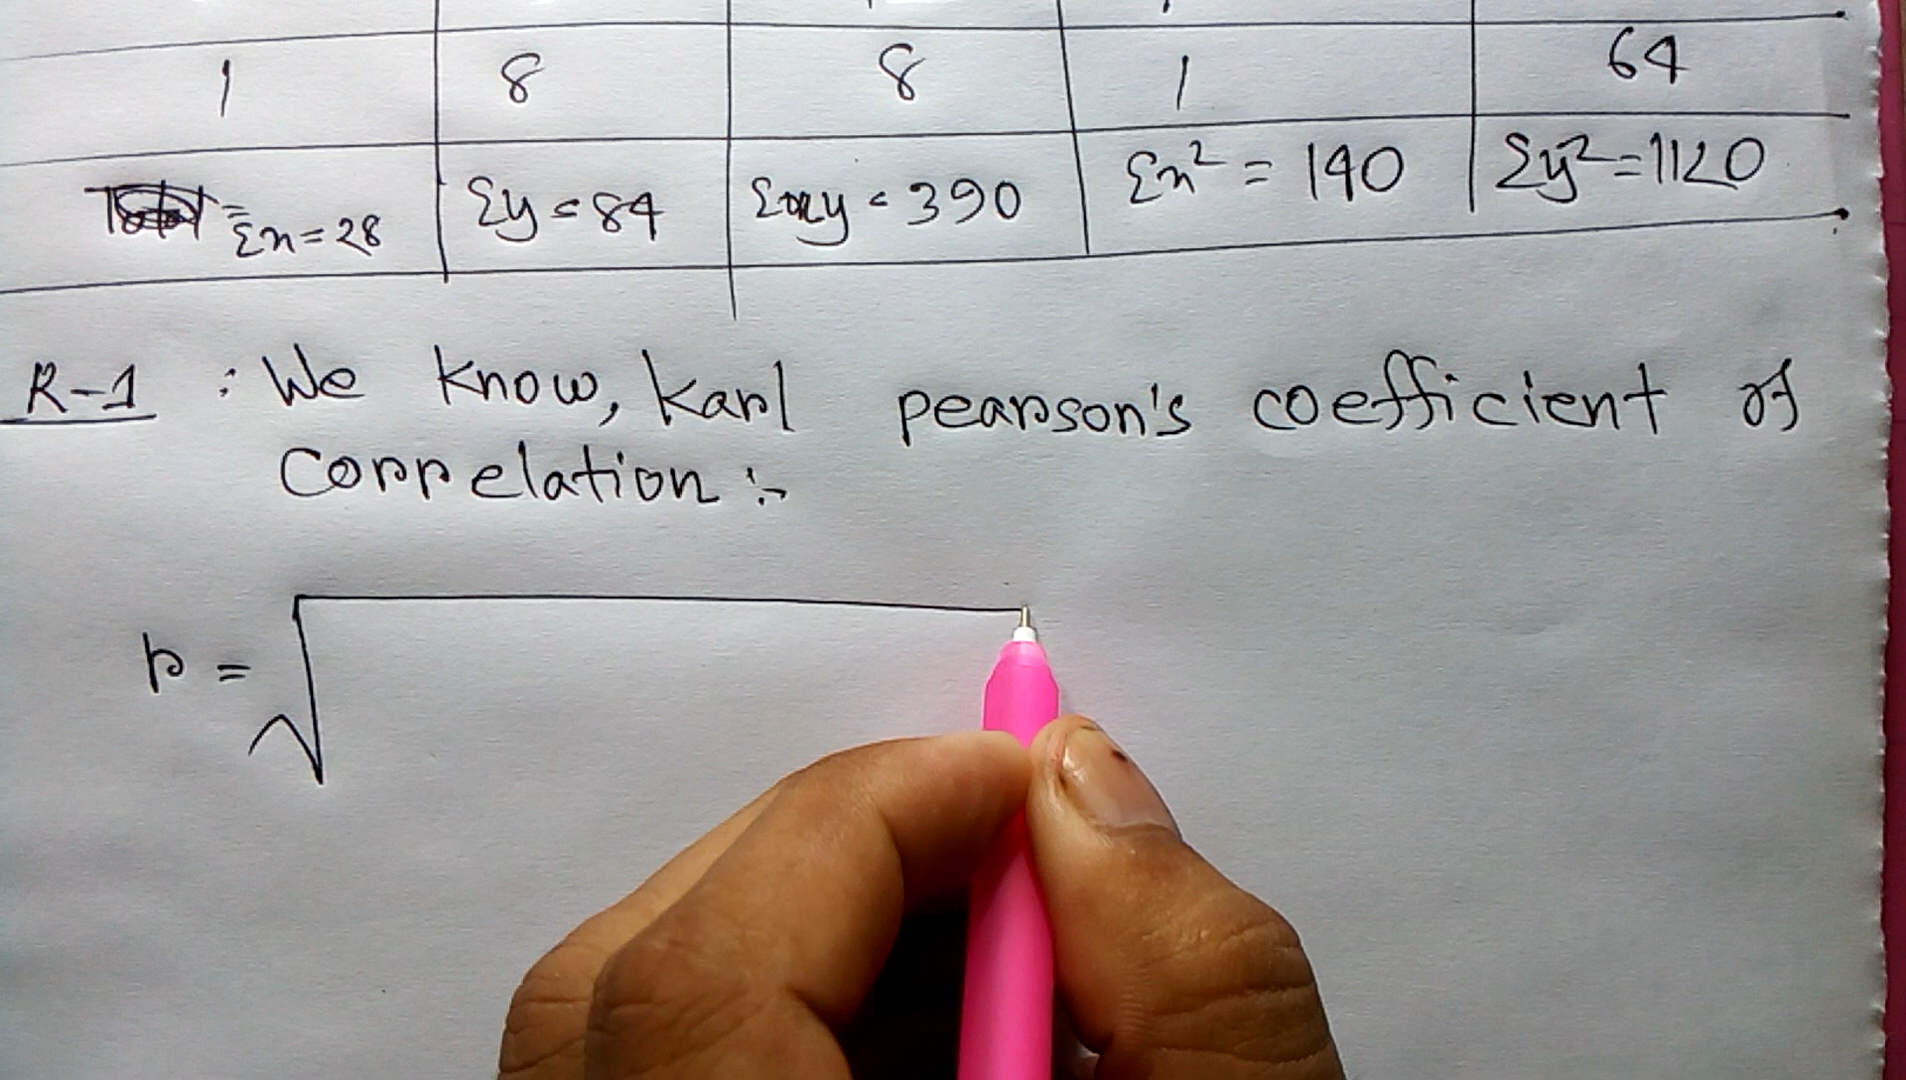 1 8 8 1 64
Σx=28 Σy=84 Σxy=390 Σx²=140 Σy²=1120
R-1 : We know, Karl pearson's coefficient of
correlation :-
r = √